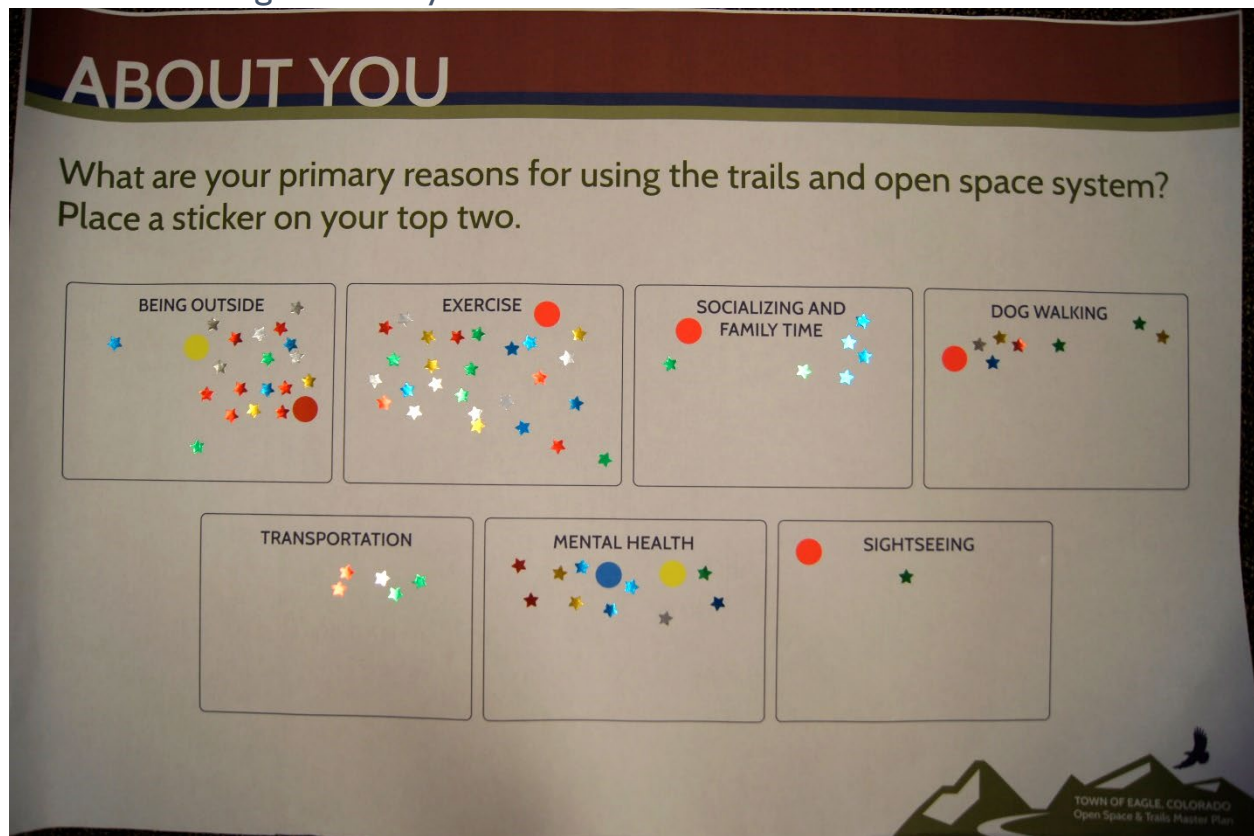 ABOUT YOU
What are your primary reasons for using the trails and open space system?
Place a sticker on your top two.
BEING OUTSIDE
EXERCISE
SOCIALIZING AND
FAMILY TIME
DOG WALKING
TRANSPORTATION
MENTAL HEALTH
SIGHTSEEING
TOWN OF EAGLE, COLORADO
Open Space & Trails Master Plan